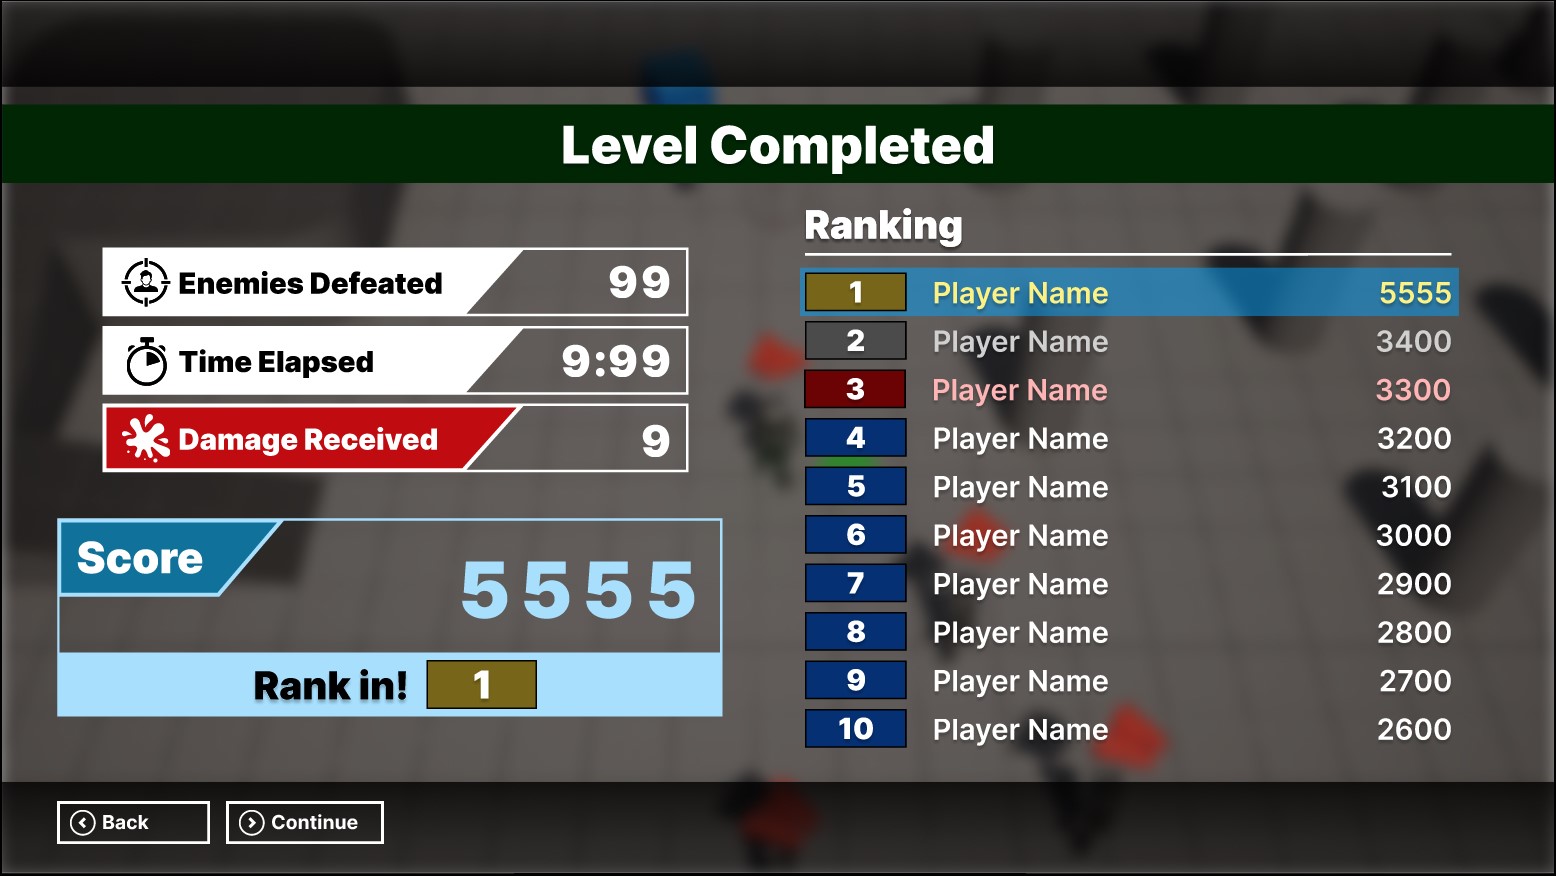 Level Completed
Enemies Defeated 99
Time Elapsed 9:99
Damage Received 9
Score
5555
Rank in! 1
Ranking
1 Player Name 5555
2 Player Name 3400
3 Player Name 3300
4 Player Name 3200
5 Player Name 3100
6 Player Name 3000
7 Player Name 2900
8 Player Name 2800
9 Player Name 2700
10 Player Name 2600
Back
Continue